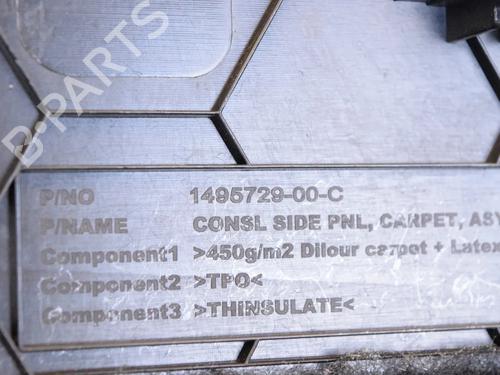 B-PARTS
P/NO 1495729-00-C
P/NAME CONSL SIDE PNL, CARPET, AS
Component1 >450g/m2 Dilour carpet + Latex
Component2 >TPO<
Component3 >THINSULATE<